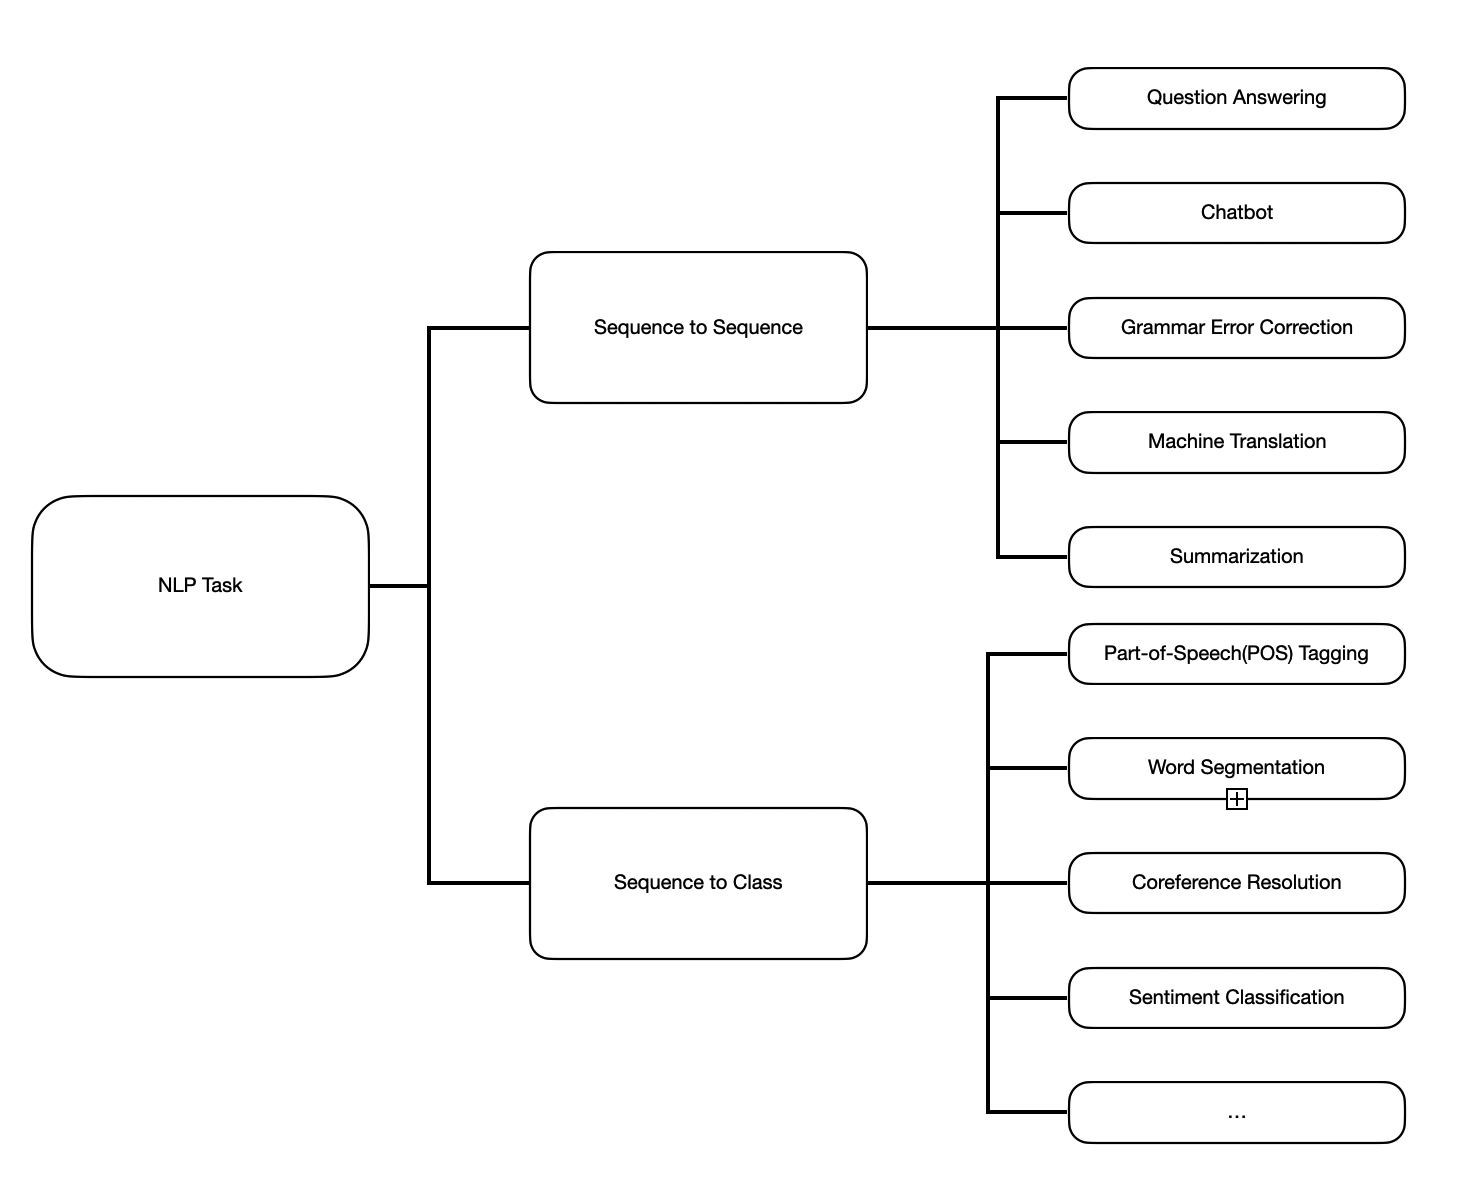 NLP Task
Sequence to Sequence
Question Answering
Chatbot
Grammar Error Correction
Machine Translation
Summarization
Sequence to Class
Part-of-Speech(POS) Tagging
Word Segmentation
Coreference Resolution
Sentiment Classification
...